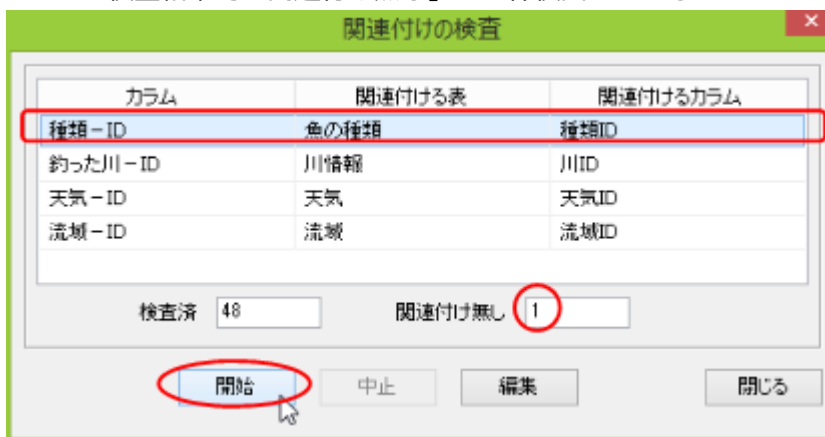 関連付けの検査
カラム 関連付ける表 関連付けるカラム
種類－ID 魚の種類 種類ID
釣った川－ID 川情報 川ID
天気－ID 天気 天気ID
流域－ID 流域 流域ID
検査済 48 関連付け無し 1
開始 中止 編集 閉じる